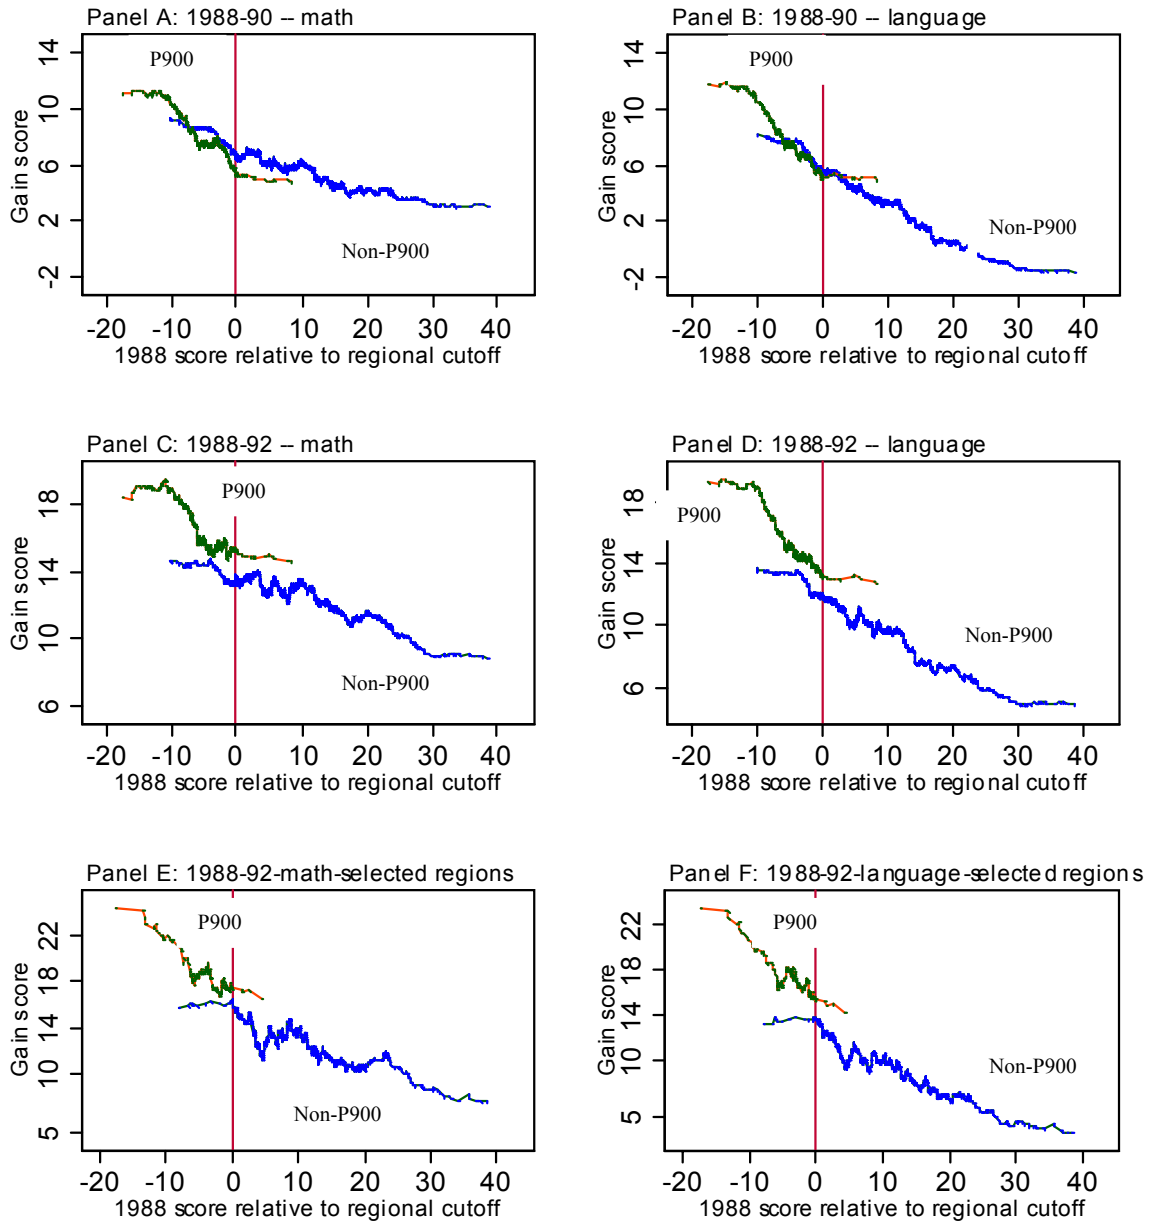 Panel A: 1988-90 -- math
P900
Non-P900
Gain score
14
10
6
2
-2
-20 -10 0 10 20 30 40
1988 score relative to regional cutoff
Panel B: 1988-90 -- language
P900
Non-P900
Gain score
14
10
6
2
-2
-20 -10 0 10 20 30 40
1988 score relative to regional cutoff
Panel C: 1988-92 -- math
P900
Non-P900
Gain score
18
14
10
6
-20 -10 0 10 20 30 40
1988 score relative to regional cutoff
Panel D: 1988-92 -- language
P900
Non-P900
Gain score
18
14
10
6
-20 -10 0 10 20 30 40
1988 score relative to regional cutoff
Panel E: 1988-92-math-selected regions
P900
Non-P900
Gain score
22
18
14
10
5
-20 -10 0 10 20 30 40
1988 score relative to regional cutoff
Panel F: 1988-92-language-selected regions
P900
Non-P900
Gain score
22
18
14
10
5
-20 -10 0 10 20 30 40
1988 score relative to regional cutoff